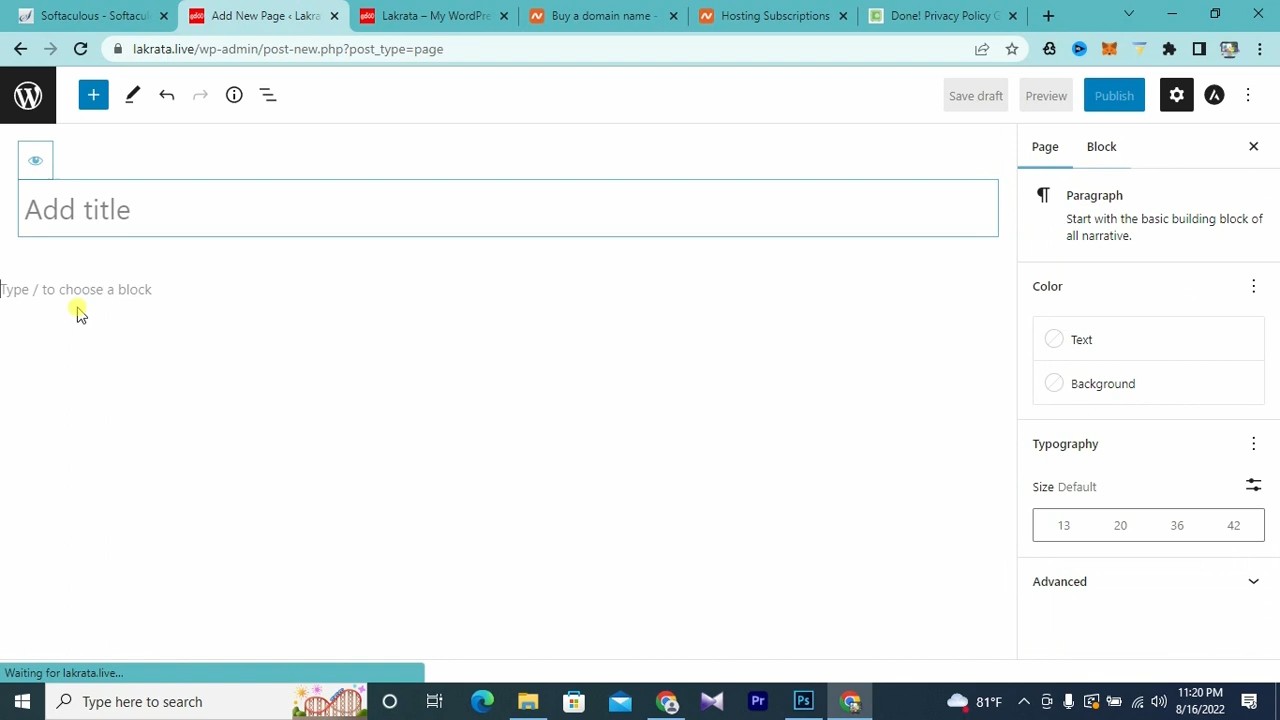 Softaculous - Softacul
Add New Page ‹ Lakra
Lakrata – My WordPre
Buy a domain name -
Hosting Subscriptions
Done! Privacy Policy G
lakrata.live/wp-admin/post-new.php?post_type=page
Save draft
Preview
Publish
Page
Block
Add title
Paragraph
Start with the basic building block of
all narrative.
Type / to choose a block
Color
Text
Background
Typography
Size Default
13 20 36 42
Advanced
Waiting for lakrata.live...
Type here to search
Pr
Ps
81°F
11:20 PM
8/16/2022